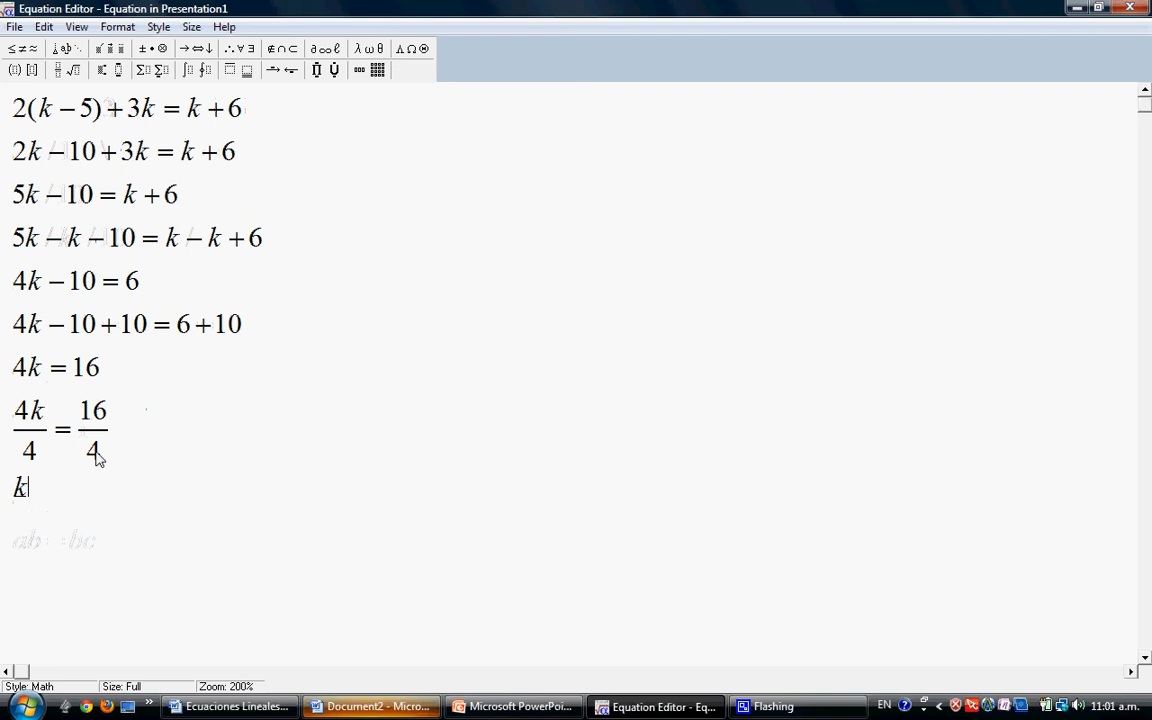 Equation Editor - Equation in Presentation1
File Edit View Format Style Size Help
2(k − 5) + 3k = k + 6
2k − 10 + 3k = k + 6
5k − 10 = k + 6
5k − k − 10 = k − k + 6
4k − 10 = 6
4k − 10 + 10 = 6 + 10
4k = 16
4k/4 = 16/4
k
Style: Math Size: Full Zoom: 200%
Ecuaciones Lineales... Document2 - Micro... Microsoft PowerPoi... Equation Editor - Eq... Flashing EN 11:01 a.m.